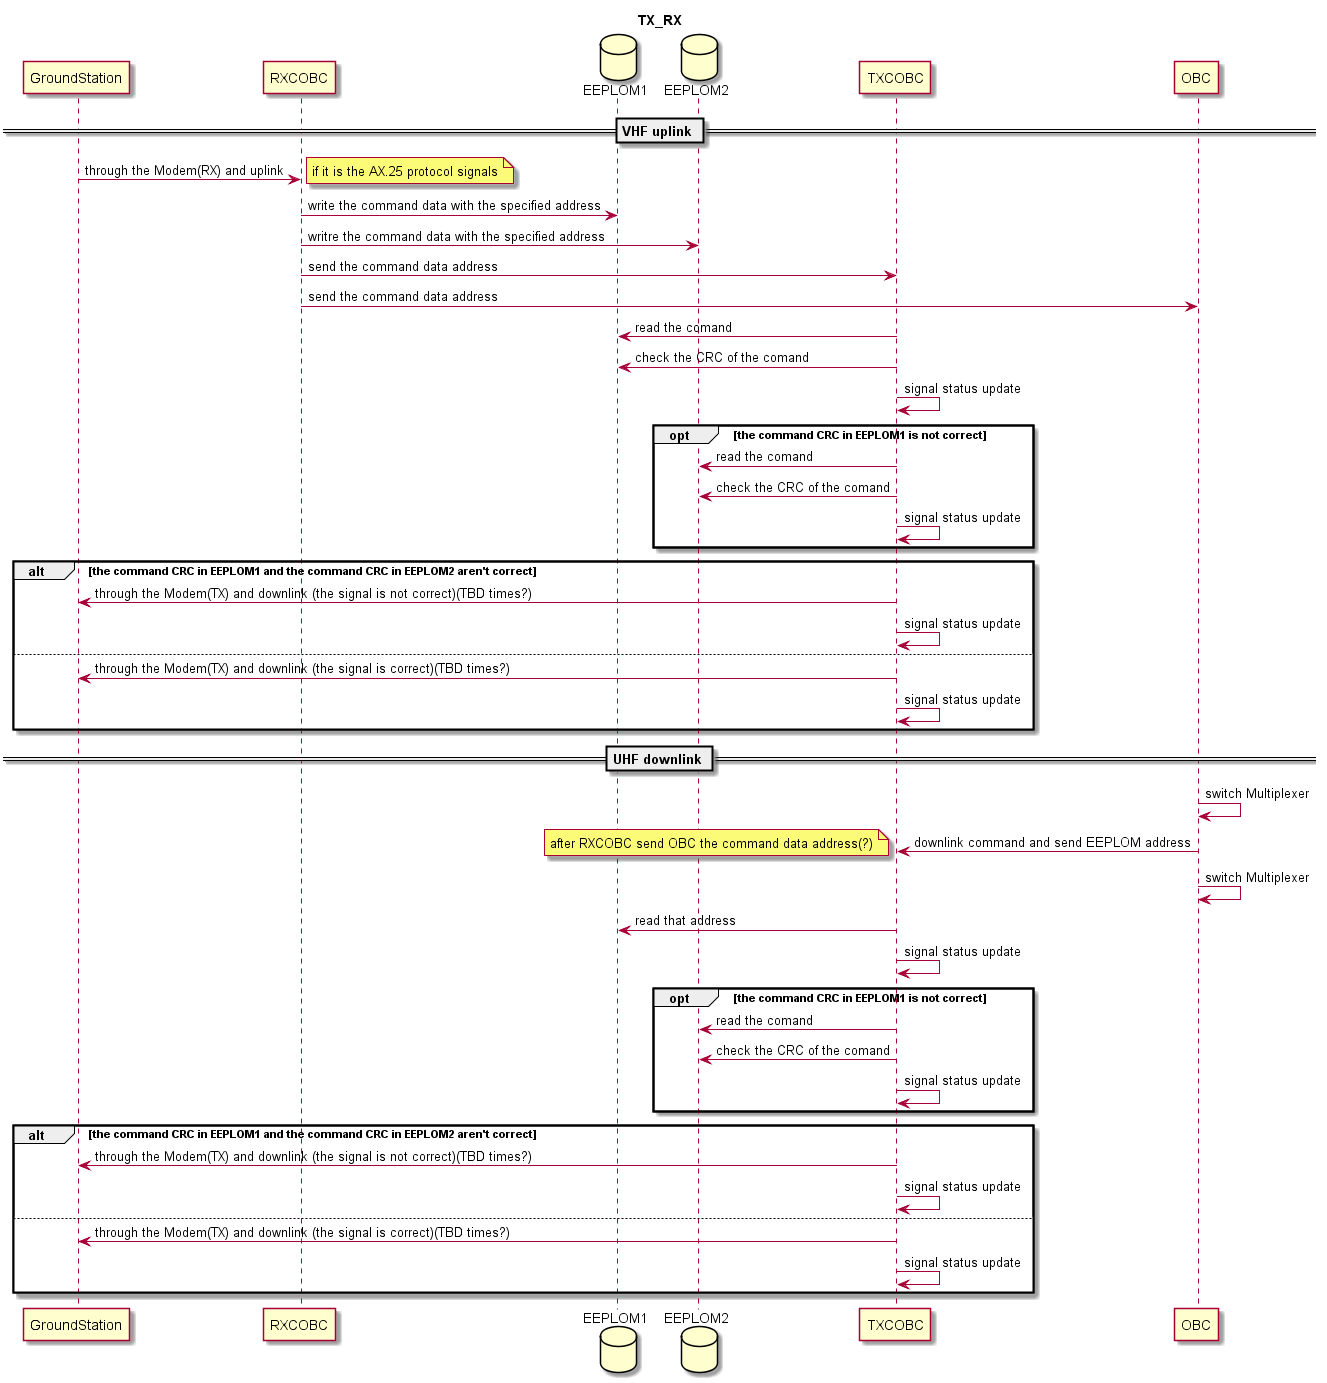 TX_RX
GroundStation
RXCOBC
EEPLOM1
EEPLOM2
TXCOBC
OBC
VHF uplink
through the Modem(RX) and uplink
if it is the AX.25 protocol signals
write the command data with the specified address
writre the command data with the specified address
send the command data address
send the command data address
read the comand
check the CRC of the comand
signal status update
opt
[the command CRC in EEPLOM1 is not correct]
read the comand
check the CRC of the comand
signal status update
alt
[the command CRC in EEPLOM1 and the command CRC in EEPLOM2 aren't correct]
through the Modem(TX) and downlink (the signal is not correct)(TBD times?)
signal status update
through the Modem(TX) and downlink (the signal is correct)(TBD times?)
signal status update
UHF downlink
switch Multiplexer
after RXCOBC send OBC the command data address(?)
downlink command and send EEPLOM address
switch Multiplexer
read that address
signal status update
opt
[the command CRC in EEPLOM1 is not correct]
read the comand
check the CRC of the comand
signal status update
alt
[the command CRC in EEPLOM1 and the command CRC in EEPLOM2 aren't correct]
through the Modem(TX) and downlink (the signal is not correct)(TBD times?)
signal status update
through the Modem(TX) and downlink (the signal is correct)(TBD times?)
signal status update
GroundStation
RXCOBC
EEPLOM1
EEPLOM2
TXCOBC
OBC